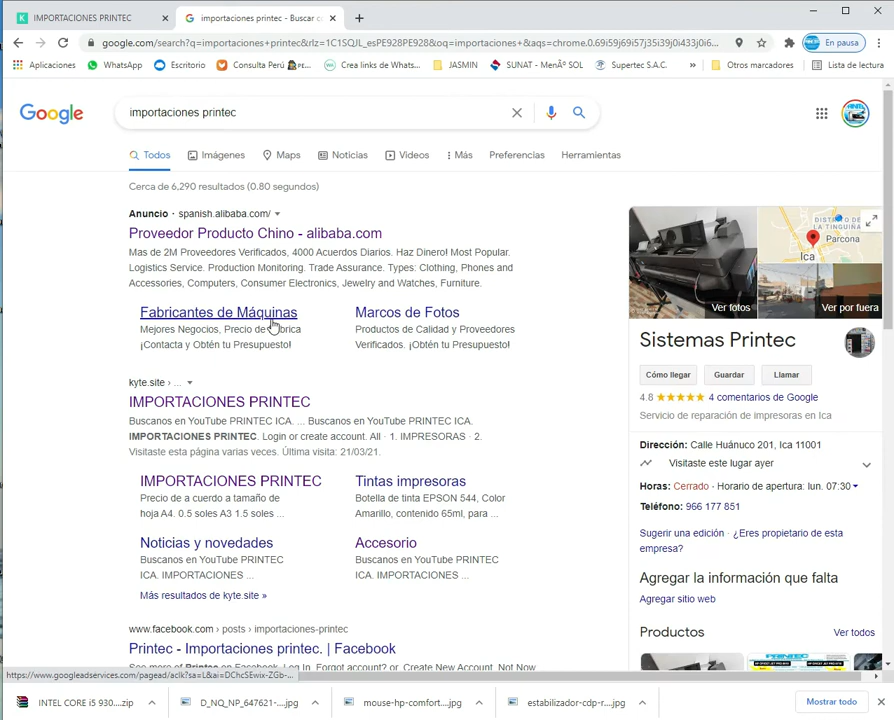 IMPORTACIONES PRINTEC
importaciones printec - Buscar c
google.com/search?q=importaciones+printec&rlz=1C1SQJL_esPE928PE928&oq=importaciones+&aqs=chrome.0.69i59j69i57j35i39j0i433j0i6...
En pausa
Aplicaciones
WhatsApp
Escritorio
Consulta Perú
Crea links de Whats...
JASMIN
SUNAT - MenÃº SOL
Supertec S.A.C.
»
Otros marcadores
Lista de lectura
Google
importaciones printec
Todos
Imágenes
Maps
Noticias
Videos
Más
Preferencias
Herramientas
Cerca de 6,290 resultados (0.80 segundos)
Anuncio · spanish.alibaba.com/
Proveedor Producto Chino - alibaba.com
Mas de 2M Proveedores Verificados, 4000 Acuerdos Diarios. Haz Dinero! Most Popular.
Logistics Service. Production Monitoring. Trade Assurance. Types: Clothing, Phones and
Accessories, Computers, Consumer Electronics, Jewelry and Watches, Furniture.
Fabricantes de Máquinas
Mejores Negocios, Precio de Fábrica
¡Contacta y Obtén tu Presupuesto!
Marcos de Fotos
Productos de Calidad y Proveedores
Verificados. ¡Obtén tu Presupuesto!
kyte.site › ...
IMPORTACIONES PRINTEC
Buscanos en YouTube PRINTEC ICA. ... Buscanos en YouTube PRINTEC ICA.
IMPORTACIONES PRINTEC. Login or create account. All · 1. IMPRESORAS · 2.
Visitaste esta página varias veces. Última visita: 21/03/21.
IMPORTACIONES PRINTEC
Precio de a cuerdo a tamaño de
hoja A4. 0.5 soles A3 1.5 soles ...
Tintas impresoras
Botella de tinta EPSON 544, Color
Amarillo, contenido 65ml, para ...
Noticias y novedades
Buscanos en YouTube PRINTEC
ICA. IMPORTACIONES ...
Accesorio
Buscanos en YouTube PRINTEC
ICA. IMPORTACIONES ...
Más resultados de kyte.site »
www.facebook.com › posts › importaciones-printec
Printec - Importaciones printec. | Facebook
See more of Printec on Facebook. Log In. Forgot account? or. Create New Account. Not Now
DISTRITO DE
LA TINGUIÑA
Parcona
Ica
Ver fotos
Ver por fuera
Sistemas Printec
Cómo llegar
Guardar
Llamar
4.8 ★★★★★ 4 comentarios de Google
Servicio de reparación de impresoras en Ica
Dirección: Calle Huánuco 201, Ica 11001
Visitaste este lugar ayer
Horas: Cerrado · Horario de apertura: lun. 07:30
Teléfono: 966 177 851
Sugerir una edición · ¿Eres propietario de esta
empresa?
Agregar la información que falta
Agregar sitio web
Productos
Ver todos
https://www.googleadservices.com/pagead/aclk?sa=L&ai=DChcSEwix-ZGb-...
INTEL CORE i5 930....zip
D_NQ_NP_647621-....jpg
mouse-hp-comfort....jpg
estabilizador-cdp-r....jpg
Mostrar todo